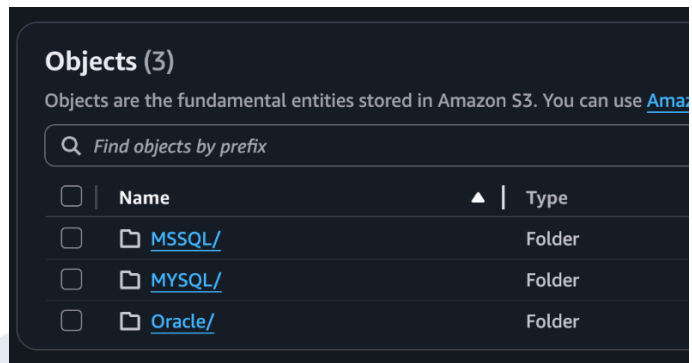 Objects (3)
Objects are the fundamental entities stored in Amazon S3. You can use
Find objects by prefix
Name Type
MSSQL/ Folder
MYSQL/ Folder
Oracle/ Folder